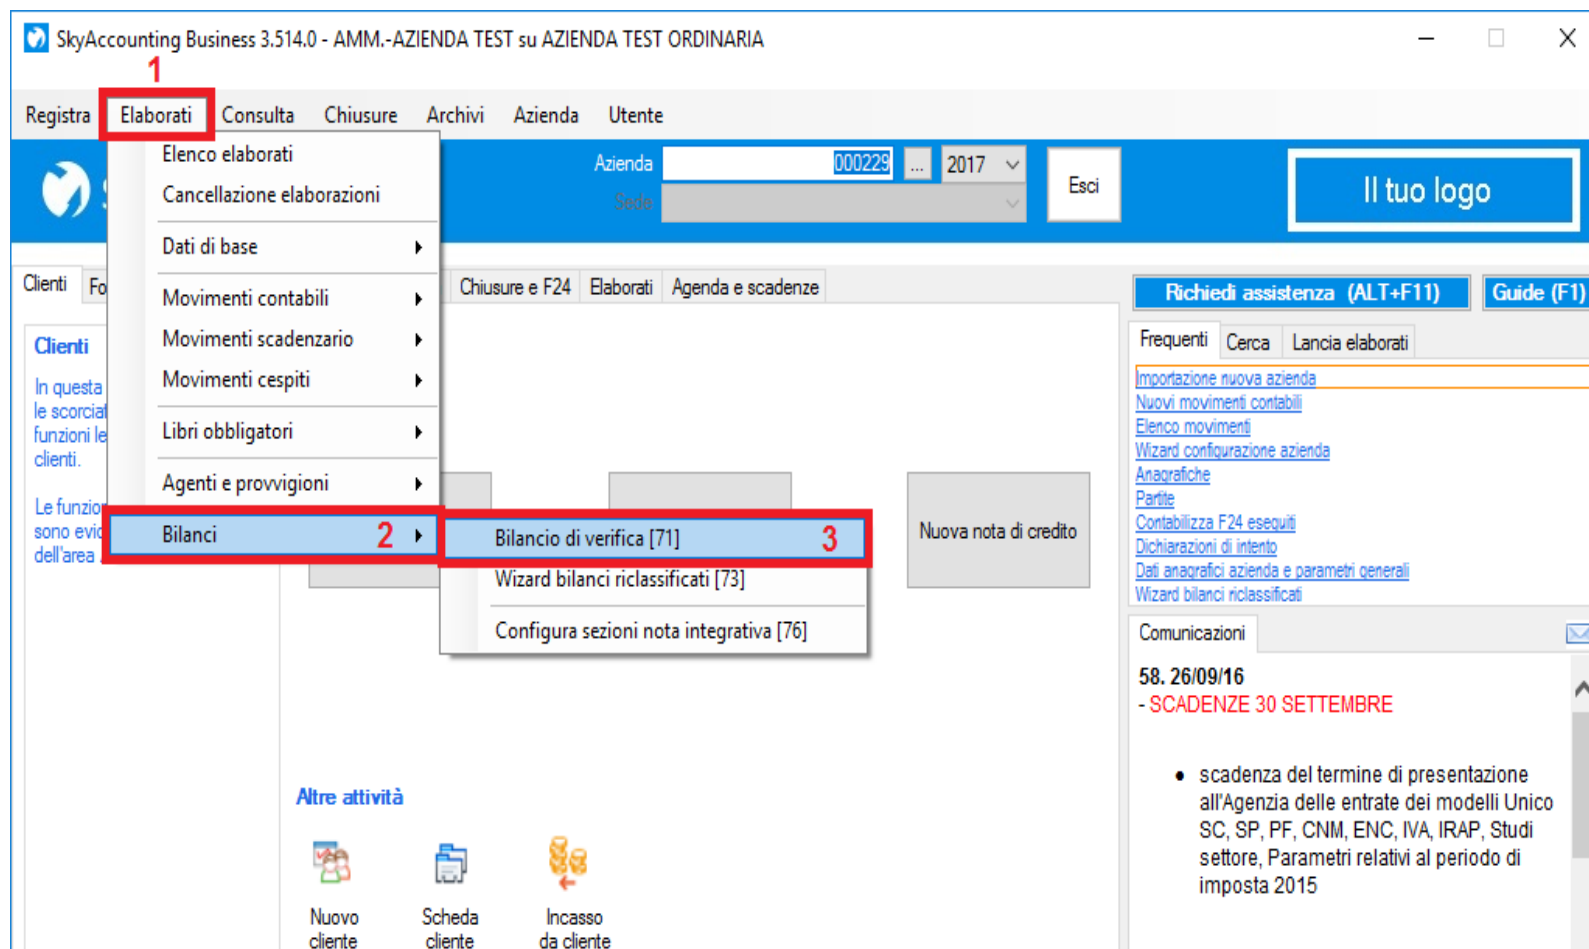 SkyAccounting Business 3.514.0 - AMM.-AZIENDA TEST su AZIENDA TEST ORDINARIA
1
Registra Elaborati Consulta Chiusure Archivi Azienda Utente
Elenco elaborati
Cancellazione elaborazioni
Dati di base
Movimenti contabili
Movimenti scadenzario
Movimenti cespiti
Libri obbligatori
Agenti e provvigioni
Bilanci 2
Bilancio di verifica [71] 3
Wizard bilanci riclassificati [73]
Configura sezioni nota integrativa [76]
Azienda 000229 ... 2017
Sede
Esci
Il tuo logo
Clienti Fo Chiusure e F24 Elaborati Agenda e scadenze
Clienti
In questa
le scorciat
funzioni le
clienti.
Le funzion
sono evid
dell'area
Nuova nota di credito
Altre attività
Nuovo
cliente
Scheda
cliente
Incasso
da cliente
Richiedi assistenza (ALT+F11) Guide (F1)
Frequenti Cerca Lancia elaborati
Importazione nuova azienda
Nuovi movimenti contabili
Elenco movimenti
Wizard configurazione azienda
Anagrafiche
Partite
Contabilizza F24 eseguiti
Dichiarazioni di intento
Dati anagrafici azienda e parametri generali
Wizard bilanci riclassificati
Comunicazioni
58. 26/09/16
- SCADENZE 30 SETTEMBRE
• scadenza del termine di presentazione
all'Agenzia delle entrate dei modelli Unico
SC, SP, PF, CNM, ENC, IVA, IRAP, Studi
settore, Parametri relativi al periodo di
imposta 2015